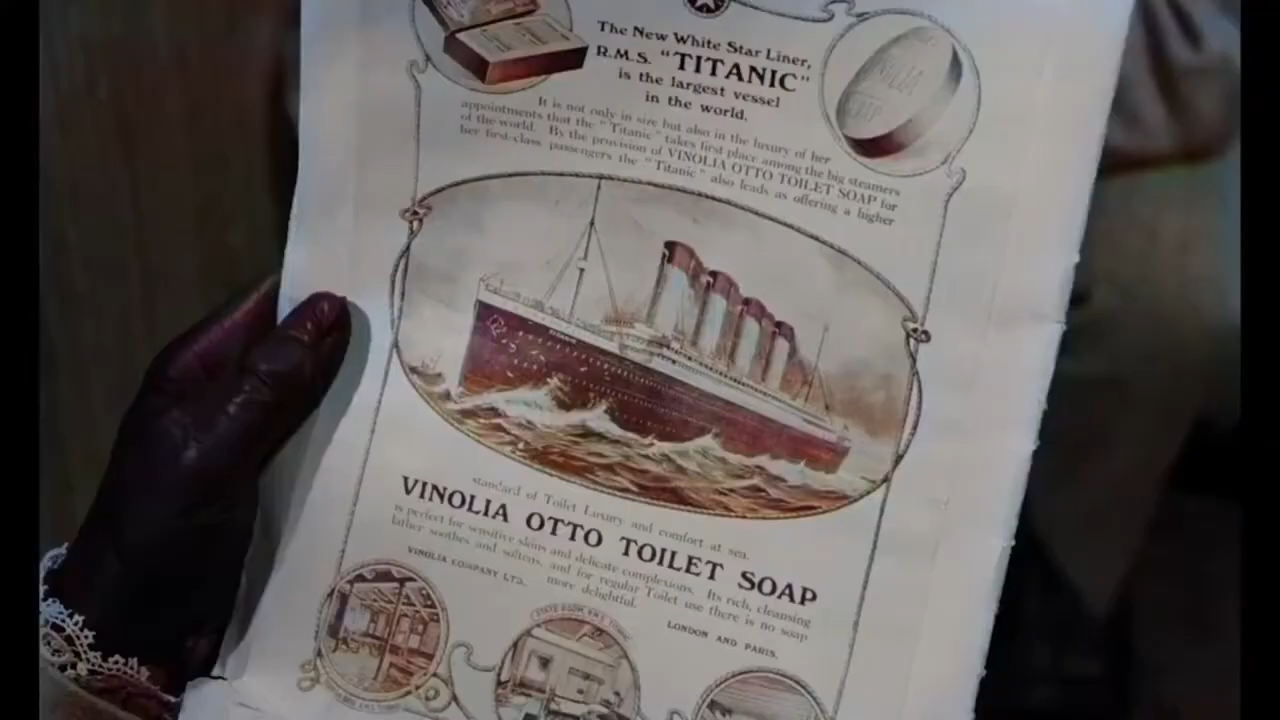 The New White Star Liner,
R.M.S. "TITANIC"
is the largest vessel
in the world.
It is not only in size but also in the luxury of her
appointments that the "Titanic" takes first place among the big steamers
of the world. By the provision of VINOLIA OTTO TOILET SOAP for
her first-class passengers the "Titanic" also leads as offering a higher
standard of Toilet Luxury and comfort at sea.
VINOLIA OTTO TOILET SOAP
is perfect for sensitive skins and delicate complexions. Its rich, cleansing
lather soothes and softens, and for regular Toilet use there is no soap
more delightful.
VINOLIA COMPANY LTD.
LONDON AND PARIS.
STATE ROOM R.M.S. TITANIC